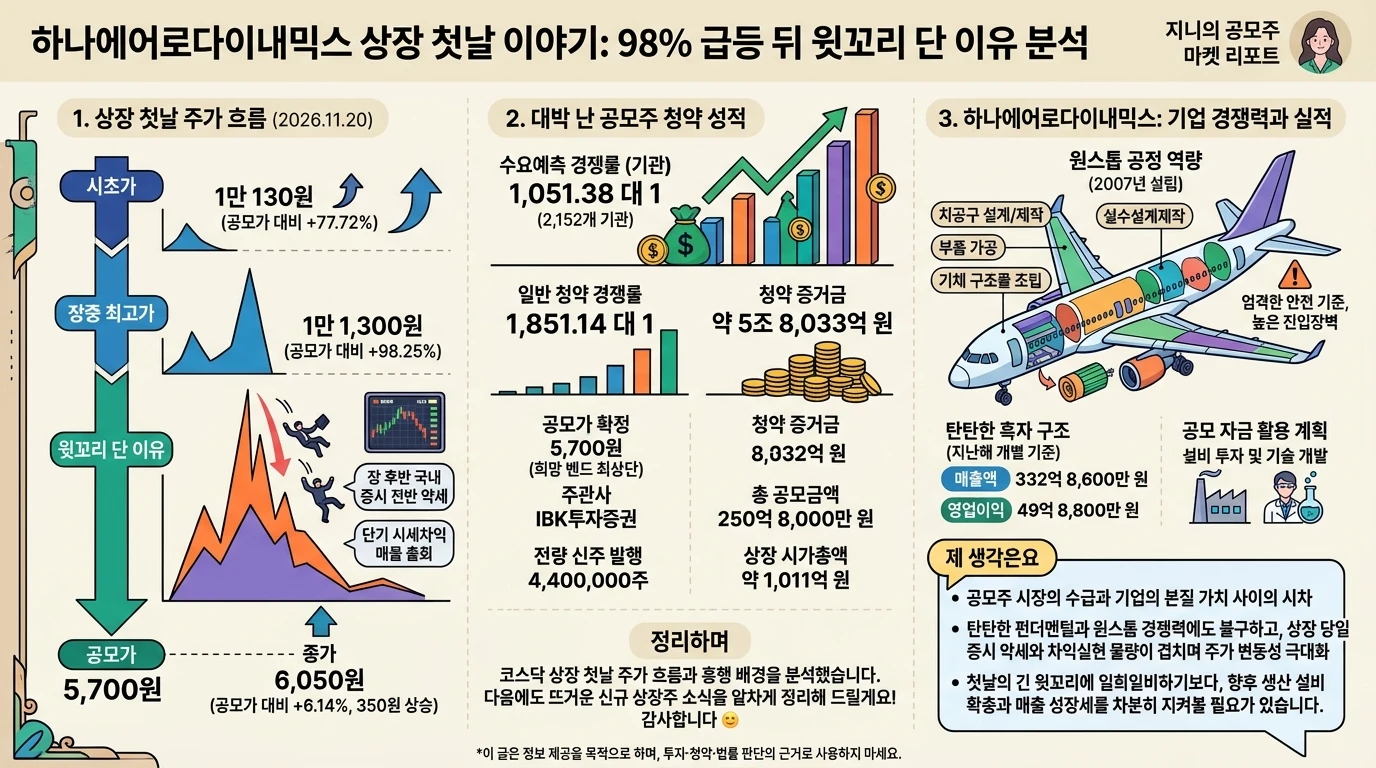 하나에어로다이내믹스 상장 첫날 이야기: 98% 급등 뒤 윗꼬리 단 이유 분석
지니의 공모주
마켓 리포트
1. 상장 첫날 주가 흐름 (2026.11.20)
시초가
1만 130원
(공모가 대비 +77.72%)
장중 최고가
1만 1,300원
(공모가 대비 +98.25%)
윗꼬리 단 이유
장 후반 국내
증시 전반 약세
단기 시세차익
매물 출회
공모가
5,700원
종가
6,050원
(공모가 대비 +6.14%, 350원 상승)
2. 대박 난 공모주 청약 성적
수요예측 경쟁률 (기관)
1,051.38 대 1
(2,152개 기관)
일반 청약 경쟁률
1,851.14 대 1
청약 증거금
약 5조 8,033억 원
공모가 확정
5,700원
(희망 밴드 최상단)
주관사
IBK투자증권
전량 신주 발행
4,400,000주
청약 증거금
8,032억 원
총 공모금액
250억 8,000만 원
상장 시가총액
약 1,011억 원
정리하며
코스닥 상장 첫날 주가 흐름과 흥행 배경을 분석했습니다.
다음에도 뜨거운 신규 상장주 소식을 알차게 정리해 드릴게요!
감사합니다 😊
*이 글은 정보 제공을 목적으로 하며, 투자·청약·법률 판단의 근거로 사용하지 마세요.
3. 하나에어로다이내믹스: 기업 경쟁력과 실적
원스톱 공정 역량
(2007년 설립)
치공구 설계/제작
실수설계제작
부품 가공
기체 구조물 조립
엄격한 안전 기준,
높은 진입장벽
탄탄한 흑자 구조
(지난해 개별 기준)
매출액 332억 8,600만 원
영업이익 49억 8,800만 원
공모 자금 활용 계획
설비 투자 및 기술 개발
제 생각은요
• 공모주 시장의 수급과 기업의 본질 가치 사이의 시차
• 탄탄한 펀더멘털과 원스톱 경쟁력에도 불구하고, 상장 당일
증시 약세와 차익실현 물량이 겹치며 주가 변동성 극대화
• 첫날의 긴 윗꼬리에 일희일비하기보다, 향후 생산 설비
확충과 매출 성장세를 차분히 지켜볼 필요가 있습니다.